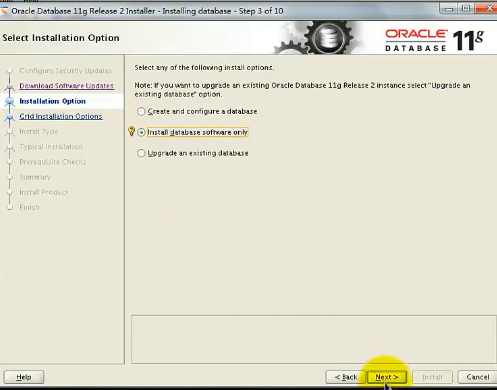 Oracle Database 11g Release 2 Installer - Installing database - Step 3 of 10
Select Installation Option
ORACLE
DATABASE 11g
Configure Security Updates
Download Software Updates
Installation Option
Grid Installation Options
Install Type
Typical Installation
Prerequisite Checks
Summary
Install Product
Finish
Select any of the following install options.
Note: If you want to upgrade an existing Oracle Database 11g Release 2 instance select "Upgrade an
existing database" option.
Create and configure a database
Install database software only
Upgrade an existing database
Help
< Back
Next >
Install
Cancel